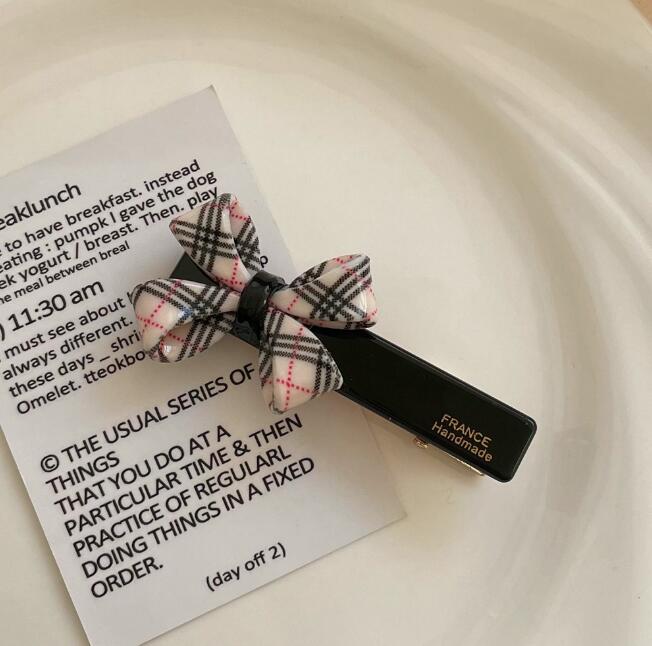 eaklunch
e to have breakfast. instead
eating : pumpk I gave the dog
ek yogurt / breast. Then. play
he meal between breal
) 11:30 am
must see about
always different.
these days _ shri
Omelet. tteokbo
© THE USUAL SERIES OF
THINGS
THAT YOU DO AT A
PARTICULAR TIME & THEN
PRACTICE OF REGULARL
DOING THINGS IN A FIXED
ORDER.
(day off 2)
FRANCE
Handmade